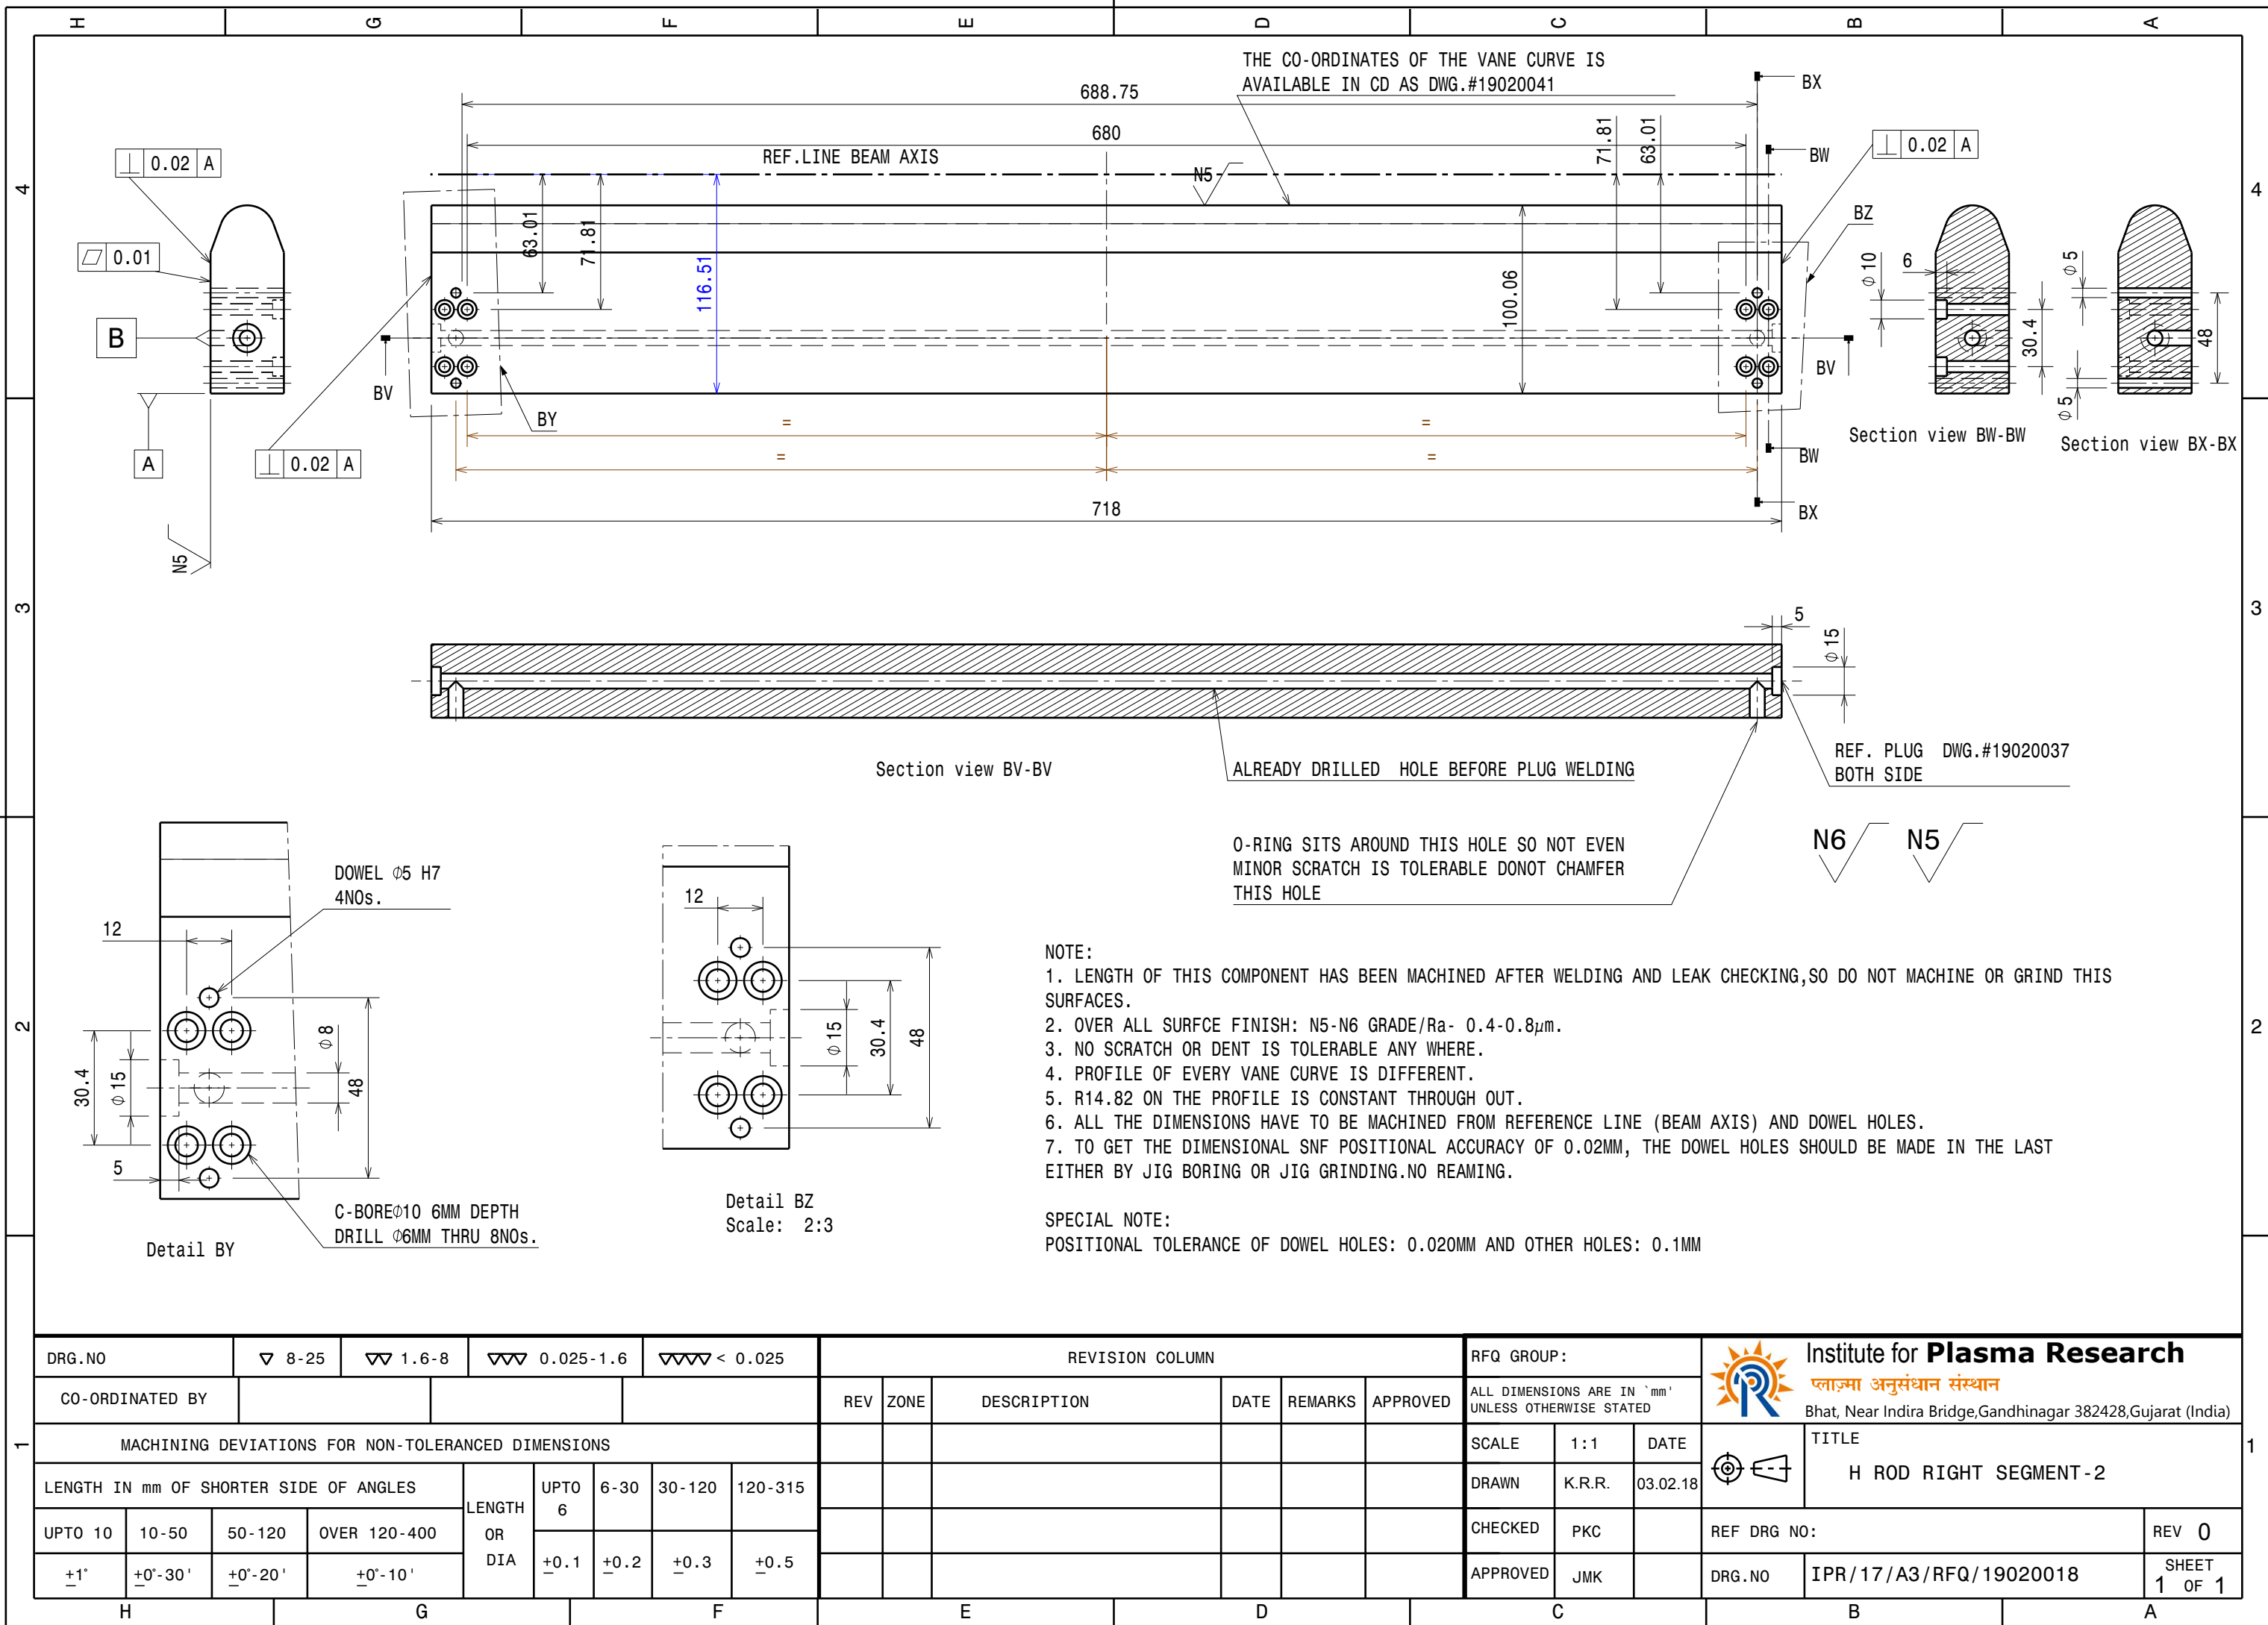 H G F E D C B A
THE CO-ORDINATES OF THE VANE CURVE IS
AVAILABLE IN CD AS DWG.#19020041
688.75
BX
680
REF.LINE BEAM AXIS
N5
71.81
63.01
BW
⊥ 0.02 A
⊥ 0.02 A
4
4
BZ
▱ 0.01
63.01
71.81
116.51
100.06
ϕ 10
6
ϕ 5
B
30.4
48
BV
BV
ϕ 5
BY
=
=
Section view BW-BW
Section view BX-BX
A
⊥ 0.02 A
=
=
BW
718
BX
N5
3
3
5
ϕ 15
Section view BV-BV
ALREADY DRILLED HOLE BEFORE PLUG WELDING
REF. PLUG DWG.#19020037
BOTH SIDE
O-RING SITS AROUND THIS HOLE SO NOT EVEN
MINOR SCRATCH IS TOLERABLE DONOT CHAMFER
THIS HOLE
N6 N5
DOWEL ϕ5 H7
4NOs.
12
12
ϕ 8
30.4
ϕ 15
48
5
ϕ 15
30.4
48
C-BOREϕ10 6MM DEPTH
DRILL ϕ6MM THRU 8NOs.
Detail BY
Detail BZ
Scale: 2:3
2
2
NOTE:
1. LENGTH OF THIS COMPONENT HAS BEEN MACHINED AFTER WELDING AND LEAK CHECKING,SO DO NOT MACHINE OR GRIND THIS
SURFACES.
2. OVER ALL SURFCE FINISH: N5-N6 GRADE/Ra- 0.4-0.8μm.
3. NO SCRATCH OR DENT IS TOLERABLE ANY WHERE.
4. PROFILE OF EVERY VANE CURVE IS DIFFERENT.
5. R14.82 ON THE PROFILE IS CONSTANT THROUGH OUT.
6. ALL THE DIMENSIONS HAVE TO BE MACHINED FROM REFERENCE LINE (BEAM AXIS) AND DOWEL HOLES.
7. TO GET THE DIMENSIONAL SNF POSITIONAL ACCURACY OF 0.02MM, THE DOWEL HOLES SHOULD BE MADE IN THE LAST
EITHER BY JIG BORING OR JIG GRINDING.NO REAMING.
SPECIAL NOTE:
POSITIONAL TOLERANCE OF DOWEL HOLES: 0.020MM AND OTHER HOLES: 0.1MM
DRG.NO ▽ 8-25 ▽▽ 1.6-8 ▽▽▽ 0.025-1.6 ▽▽▽▽ < 0.025
CO-ORDINATED BY
MACHINING DEVIATIONS FOR NON-TOLERANCED DIMENSIONS
LENGTH IN mm OF SHORTER SIDE OF ANGLES
LENGTH OR DIA
UPTO 6 6-30 30-120 120-315
UPTO 10 10-50 50-120 OVER 120-400
±0.1 ±0.2 ±0.3 ±0.5
±1° ±0°-30' ±0°-20' ±0°-10'
REVISION COLUMN
REV ZONE DESCRIPTION DATE REMARKS APPROVED
RFQ GROUP:
ALL DIMENSIONS ARE IN `mm'
UNLESS OTHERWISE STATED
SCALE 1:1 DATE
DRAWN K.R.R. 03.02.18
CHECKED PKC
APPROVED JMK
Institute for Plasma Research
प्लाज़्मा अनुसंधान संस्थान
Bhat, Near Indira Bridge,Gandhinagar 382428,Gujarat (India)
TITLE
H ROD RIGHT SEGMENT-2
REF DRG NO:
REV 0
DRG.NO IPR/17/A3/RFQ/19020018
SHEET
1 OF 1
1
1
H G F E D C B A